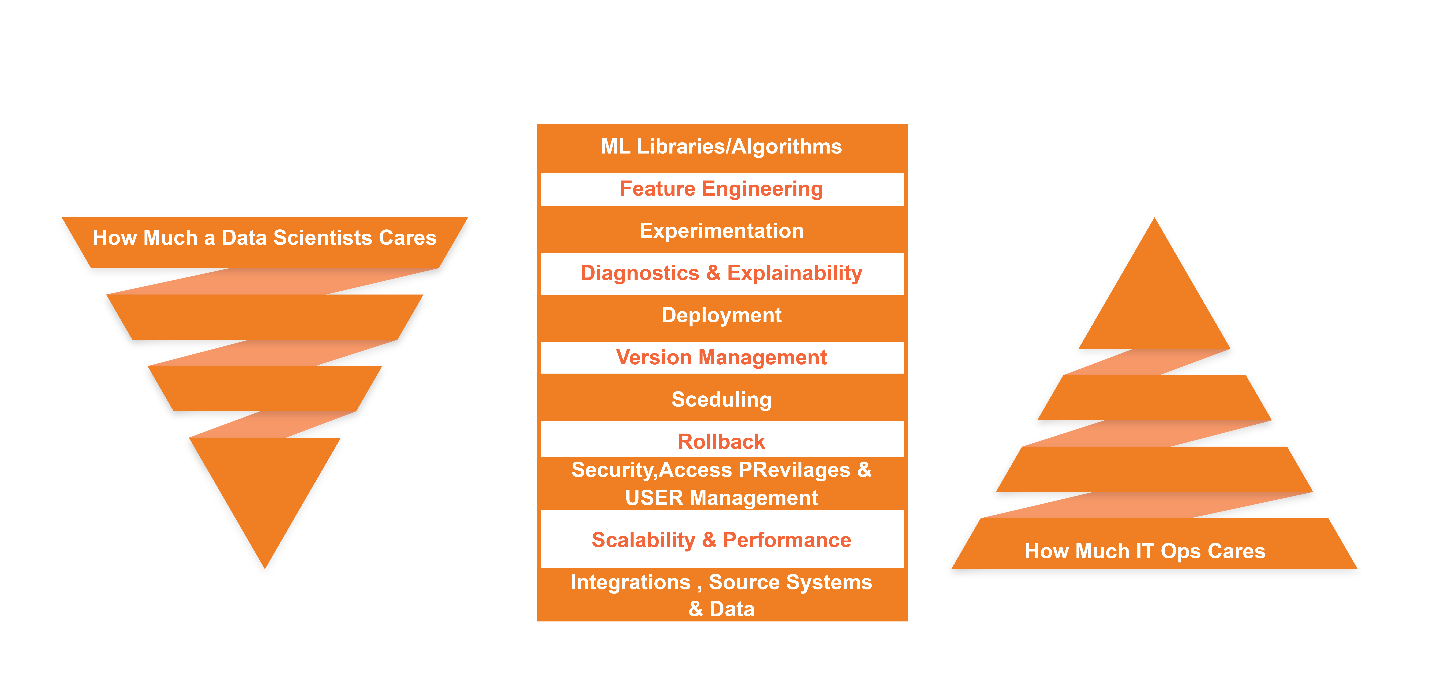 How Much a Data Scientists Cares
ML Libraries/Algorithms
Feature Engineering
Experimentation
Diagnostics & Explainability
Deployment
Version Management
Sceduling
Rollback
Security,Access PRevilages &
USER Management
Scalability & Performance
Integrations , Source Systems
& Data
How Much IT Ops Cares